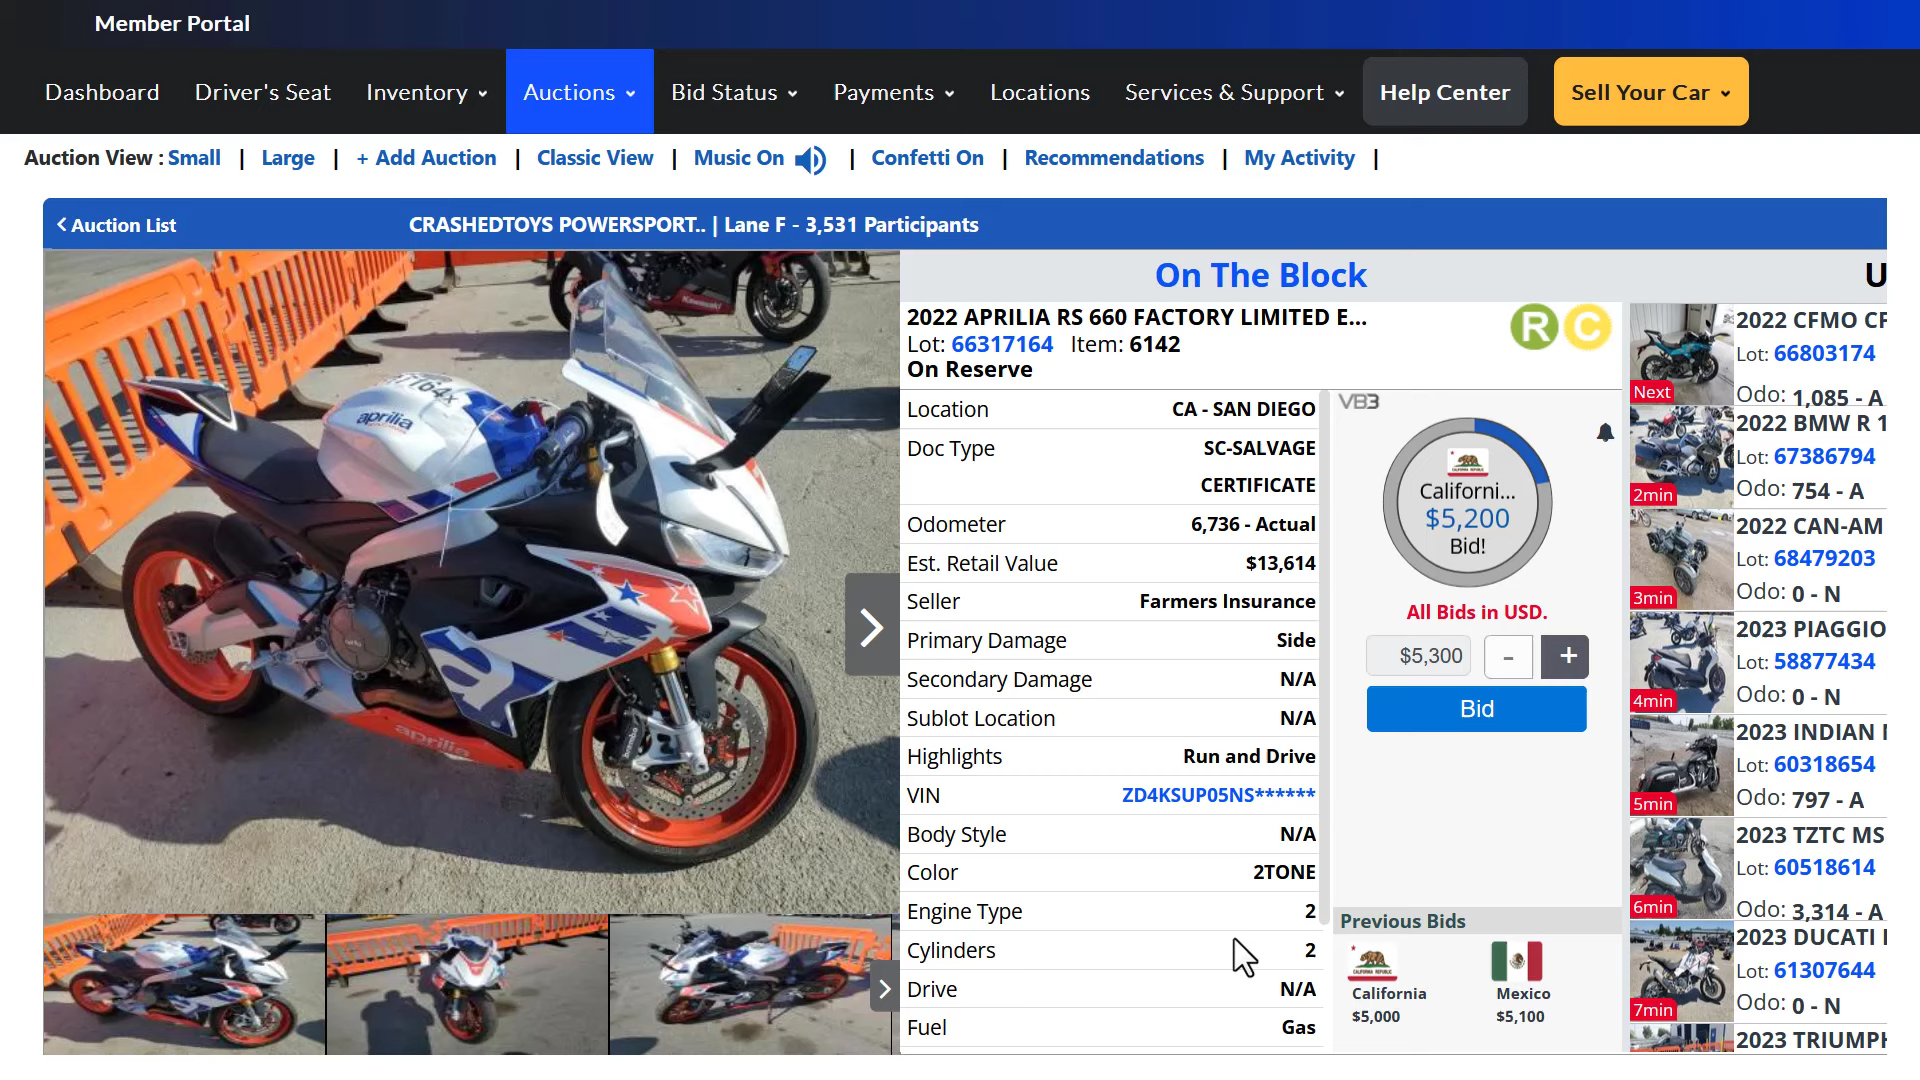 Member Portal
Dashboard
Driver's Seat
Inventory
Auctions
Bid Status
Payments
Locations
Services & Support
Help Center
Sell Your Car
Auction View : Small | Large | + Add Auction | Classic View | Music On | Confetti On | Recommendations | My Activity |
Auction List
CRASHEDTOYS POWERSPORT.. | Lane F - 3,531 Participants
aprilia
aprilia
Kawasaki
On The Block
2022 APRILIA RS 660 FACTORY LIMITED E...
Lot: 66317164 Item: 6142
On Reserve
R C
Location CA - SAN DIEGO
Doc Type SC-SALVAGE
CERTIFICATE
Odometer 6,736 - Actual
Est. Retail Value $13,614
Seller Farmers Insurance
Primary Damage Side
Secondary Damage N/A
Sublot Location N/A
Highlights Run and Drive
VIN ZD4KSUP05NS******
Body Style N/A
Color 2TONE
Engine Type 2
Cylinders 2
Drive N/A
Fuel Gas
VB3
Californi...
$5,200
Bid!
All Bids in USD.
$5,300 - +
Bid
Previous Bids
California
$5,000
Mexico
$5,100
U
2022 CFMO CF
Lot: 66803174
Next
Odo: 1,085 - A
2022 BMW R 1
Lot: 67386794
2min
Odo: 754 - A
2022 CAN-AM
Lot: 68479203
3min
Odo: 0 - N
2023 PIAGGIO
Lot: 58877434
4min
Odo: 0 - N
2023 INDIAN
Lot: 60318654
5min
Odo: 797 - A
2023 TZTC MS
Lot: 60518614
6min
Odo: 3,314 - A
2023 DUCATI
Lot: 61307644
7min
Odo: 0 - N
2023 TRIUMPH